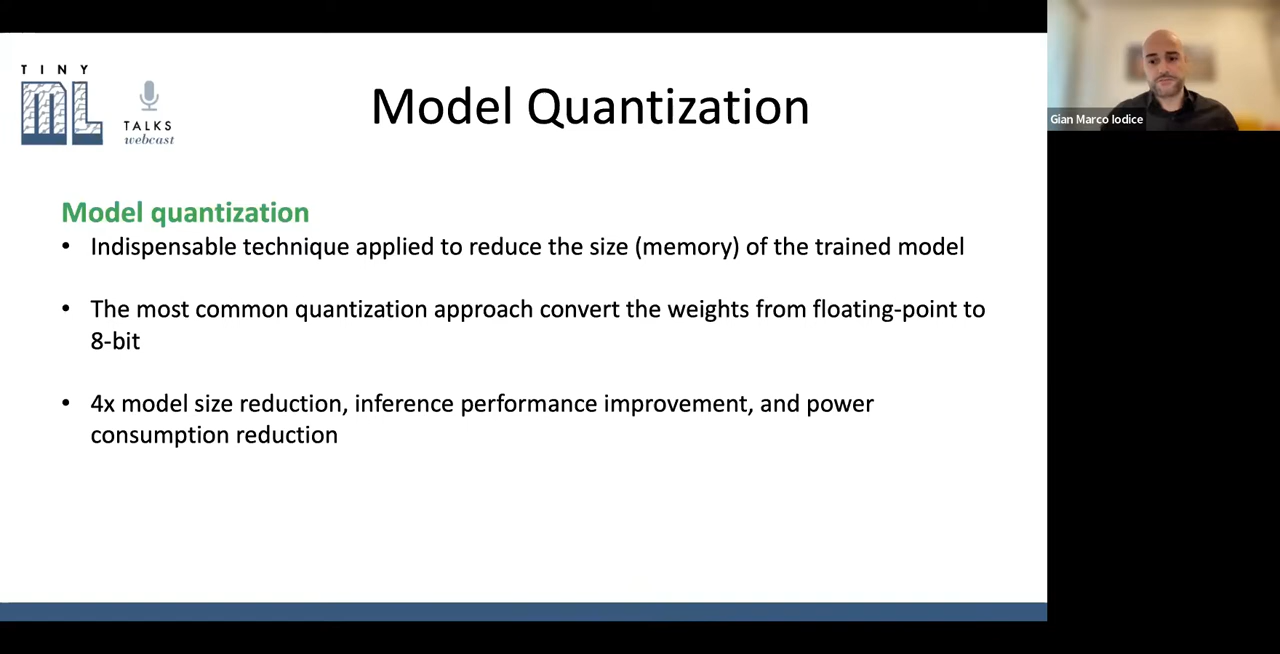 TINY
ML
TALKS
webcast
Model Quantization
Gian Marco Iodice
Model quantization
• Indispensable technique applied to reduce the size (memory) of the trained model
• The most common quantization approach convert the weights from floating-point to
8-bit
• 4x model size reduction, inference performance improvement, and power
consumption reduction